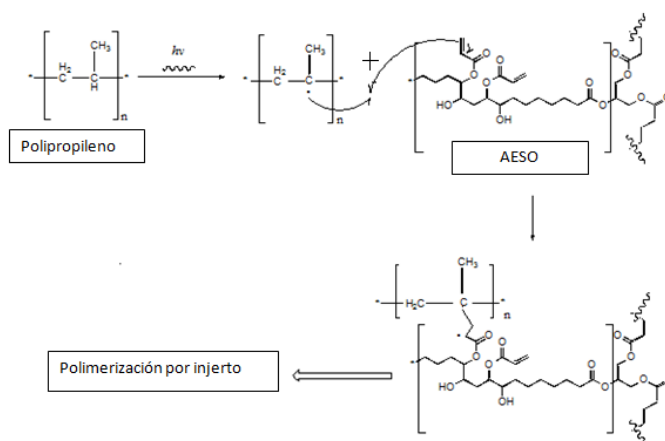 CH₃
hv
H₂
*—C—C—*
H
n
CH₃
+
H₂
*—C—C—*
n
O
O
O
O
HO
OH
O
O
O
O
O
O
Polipropileno
AESO
CH₃
*—H₂C—C—*
n
O
O
O
O
HO
OH
O
O
O
O
O
O
Polimerización por injerto